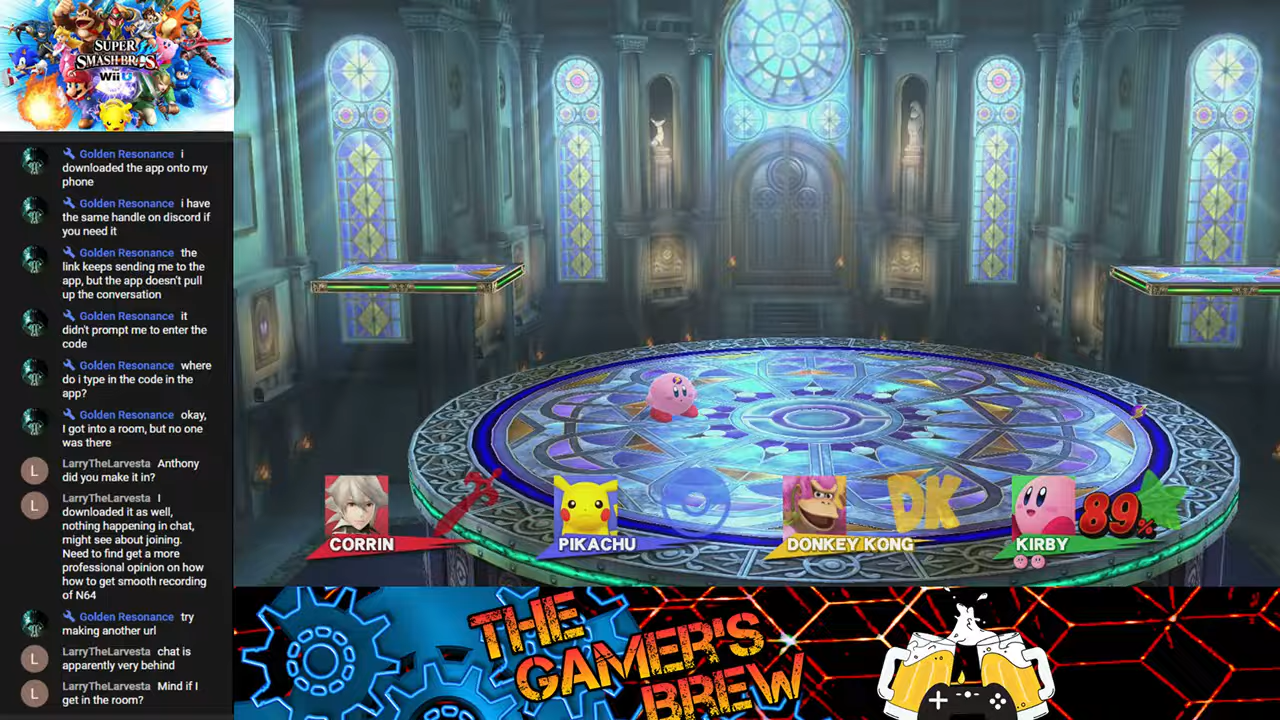 SUPER
SMASH BROS
WiiU
Golden Resonance i
downloaded the app onto my
phone
Golden Resonance i have
the same handle on discord if
you need it
Golden Resonance the
link keeps sending me to the
app, but the app doesn't pull
up the conversation
Golden Resonance it
didn't prompt me to enter the
code
Golden Resonance where
do i type in the code in the
app?
Golden Resonance okay,
I got into a room, but no one
was there
L
LarryTheLarvesta Anthony
did you make it in?
L
LarryTheLarvesta I
downloaded it as well,
nothing happening in chat,
might see about joining.
Need to find get a more
professional opinion on how
how to get smooth recording
of N64
Golden Resonance try
making another url
L
LarryTheLarvesta chat is
apparently very behind
L
LarryTheLarvesta Mind if I
get in the room?
CORRIN
PIKACHU
DK
DONKEY KONG
89%
KIRBY
THE
GAMER'S
BREW